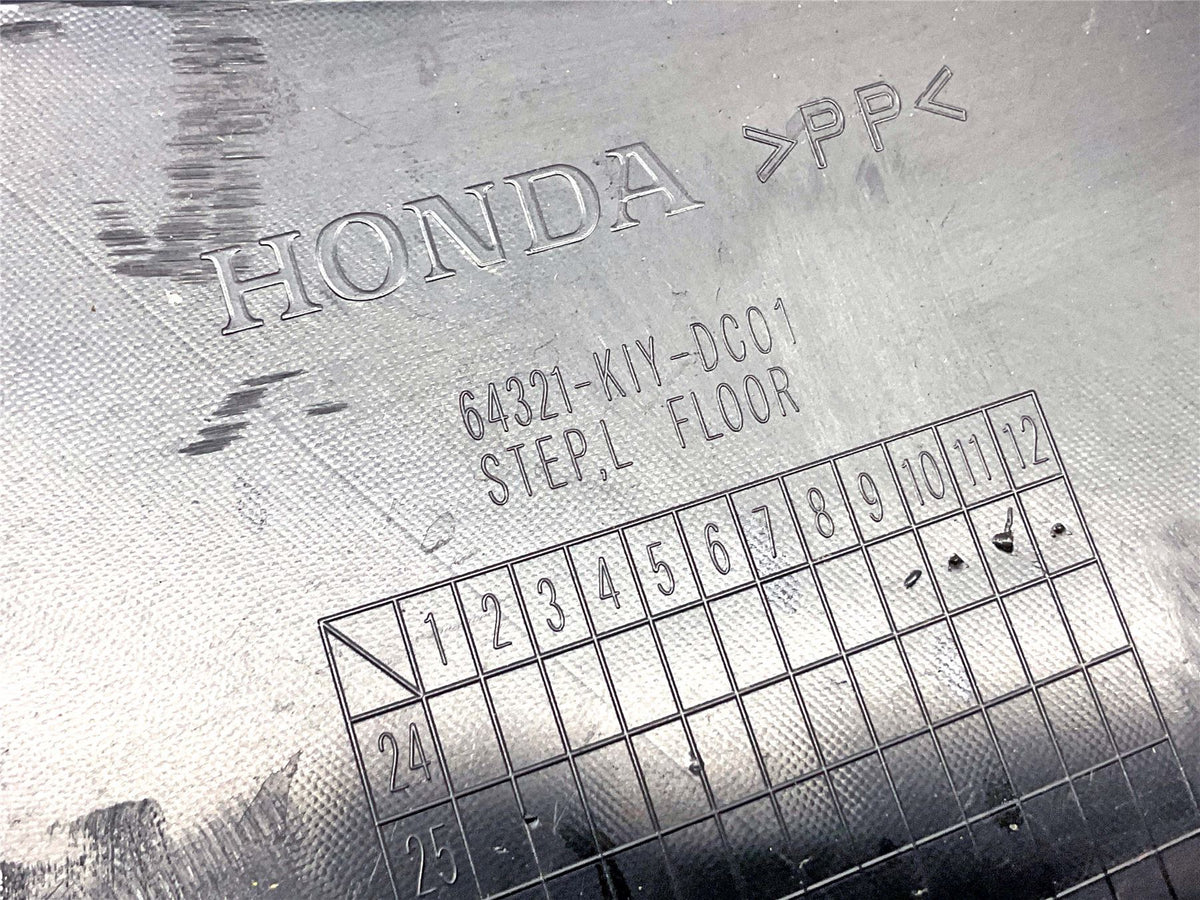 HONDA >PP<
64321-K1Y-DC01
STEP,L FLOOR
1 2 3 4 5 6 7 8 9 10 11 12
24
25